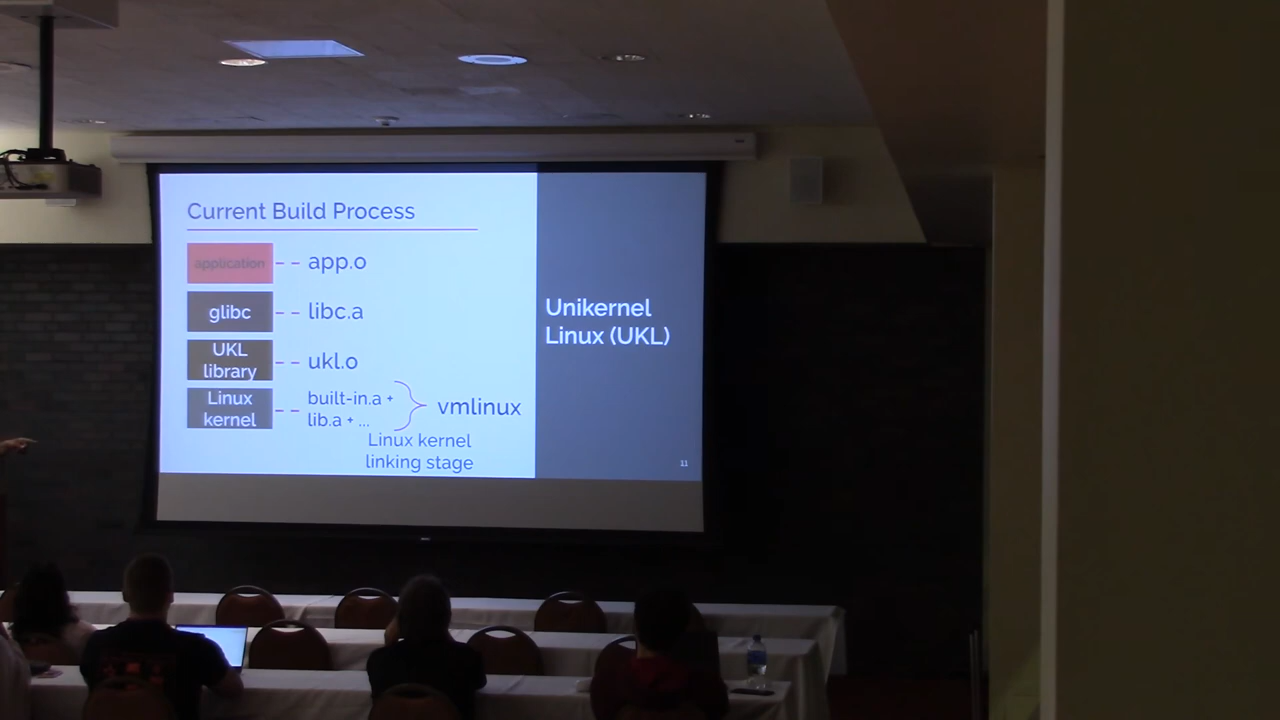 Current Build Process
application
app.o
glibc
libc.a
UKL
library
ukl.o
Linux
kernel
built-in.a +
lib.a + ...
vmlinux
Linux kernel
linking stage
Unikernel
Linux (UKL)
11